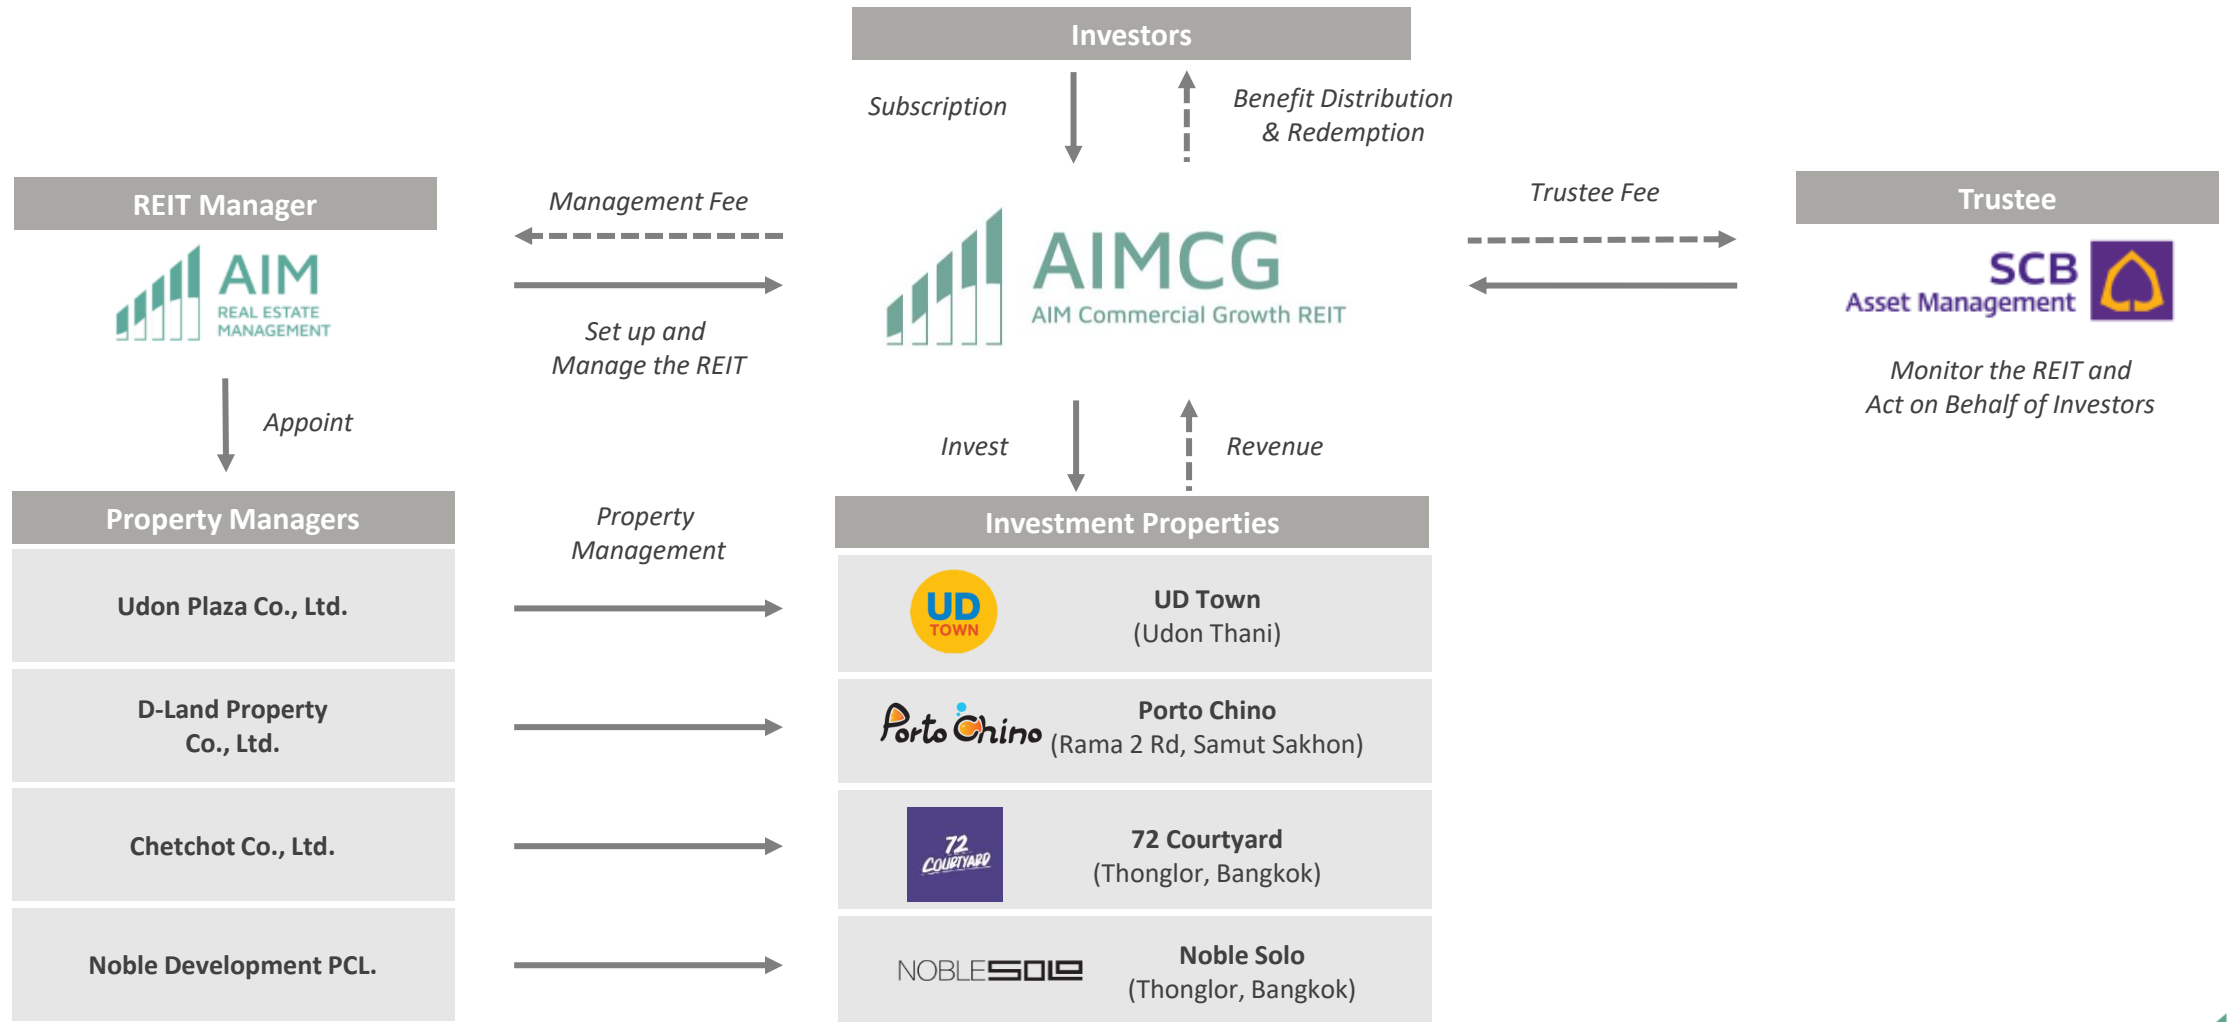 Investors
Subscription
Benefit Distribution
& Redemption
REIT Manager
Management Fee
Trustee Fee
Trustee
AIM
REAL ESTATE
MANAGEMENT
AIMCG
AIM Commercial Growth REIT
SCB
Asset Management
Set up and
Manage the REIT
Monitor the REIT and
Act on Behalf of Investors
Appoint
Invest
Revenue
Property Managers
Property
Management
Investment Properties
Udon Plaza Co., Ltd.
UD
TOWN
UD Town
(Udon Thani)
D-Land Property
Co., Ltd.
Porto Chino
Porto Chino
(Rama 2 Rd, Samut Sakhon)
Chetchot Co., Ltd.
72
COURTYARD
72 Courtyard
(Thonglor, Bangkok)
Noble Development PCL.
NOBLE SOLO
Noble Solo
(Thonglor, Bangkok)